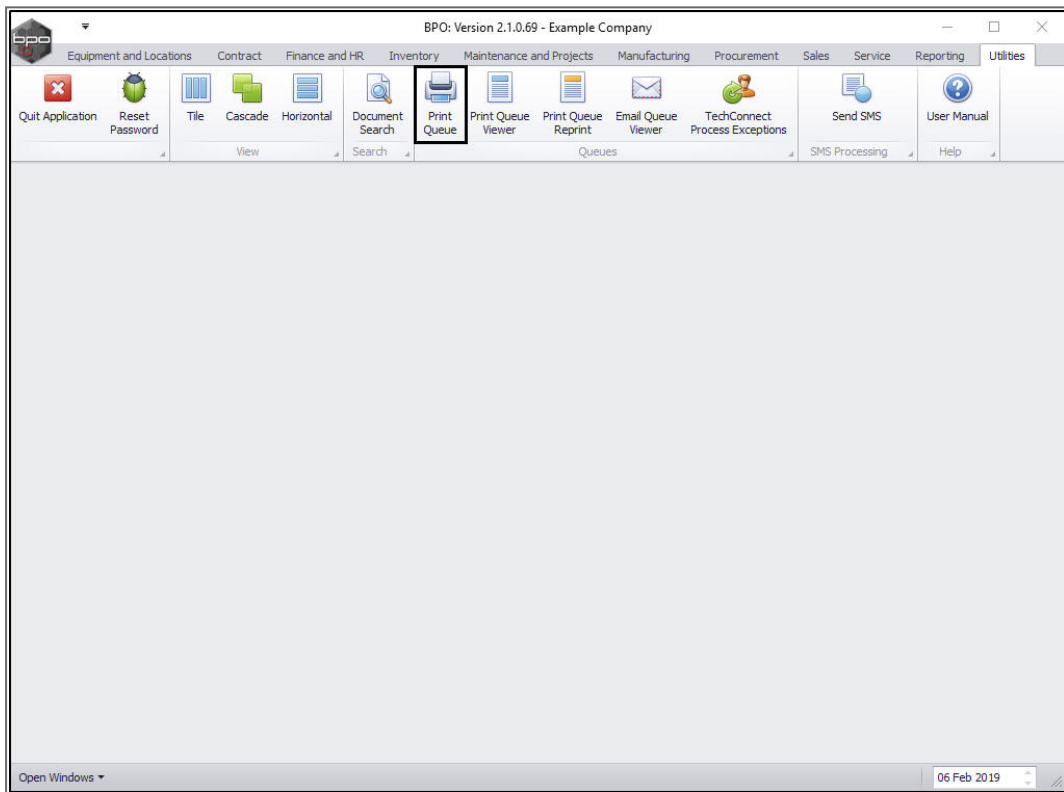 BPO: Version 2.1.0.69 - Example Company
bpo
Equipment and Locations Contract Finance and HR Inventory Maintenance and Projects Manufacturing Procurement Sales Service Reporting Utilities
Quit Application Reset Password Tile Cascade Horizontal Document Search Print Queue Print Queue Viewer Print Queue Reprint Email Queue Viewer TechConnect Process Exceptions Send SMS User Manual
View Search Queues SMS Processing Help
Open Windows 06 Feb 2019